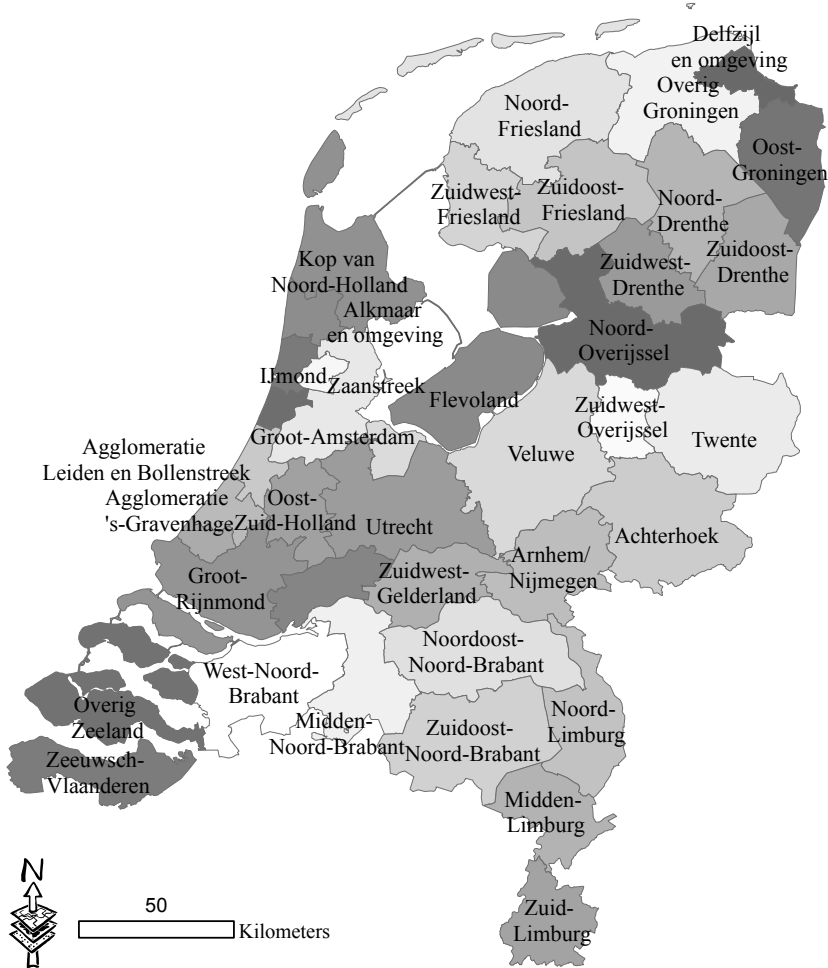 Delfzijl
en omgeving
Overig
Groningen
Noord-
Friesland
Oost-
Groningen
Zuidwest-
Friesland
Zuidoost-
Friesland
Noord-
Drenthe
Zuidoost-
Drenthe
Zuidwest-
Drenthe
Kop van
Noord-Holland
Alkmaar
en omgeving
Noord-
Overijssel
IJmond
Zaanstreek
Flevoland
Zuidwest-
Overijssel
Twente
Groot-Amsterdam
Veluwe
Agglomeratie
Leiden en Bollenstreek
Agglomeratie
's-Gravenhage
Oost-
Zuid-Holland
Utrecht
Achterhoek
Arnhem/
Nijmegen
Groot-
Rijnmond
Zuidwest-
Gelderland
Noordoost-
Noord-Brabant
West-Noord-
Brabant
Midden-
Noord-Brabant
Zuidoost-
Noord-Brabant
Noord-
Limburg
Overig
Zeeland
Zeeuwsch-
Vlaanderen
Midden-
Limburg
Zuid-
Limburg
N
50
Kilometers